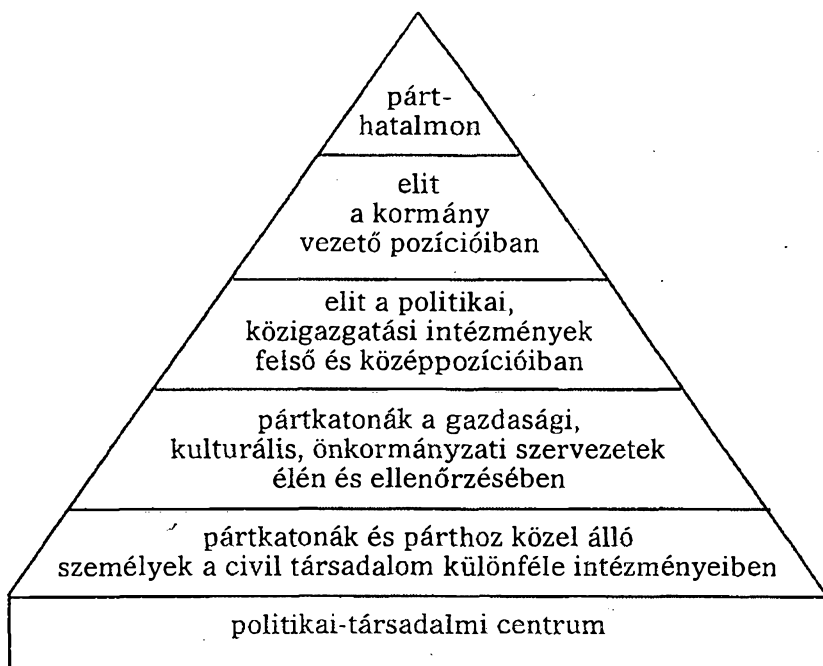 párt-
hatalmon
elit
a kormány
vezető pozícióiban
elit a politikai,
közigazgatási intézmények
felső és középpozícióiban
pártkatonák a gazdasági,
kulturális, önkormányzati szervezetek
élén és ellenőrzésében
pártkatonák és párthoz közel álló
személyek a civil társadalom különféle intézményeiben
politikai-társadalmi centrum